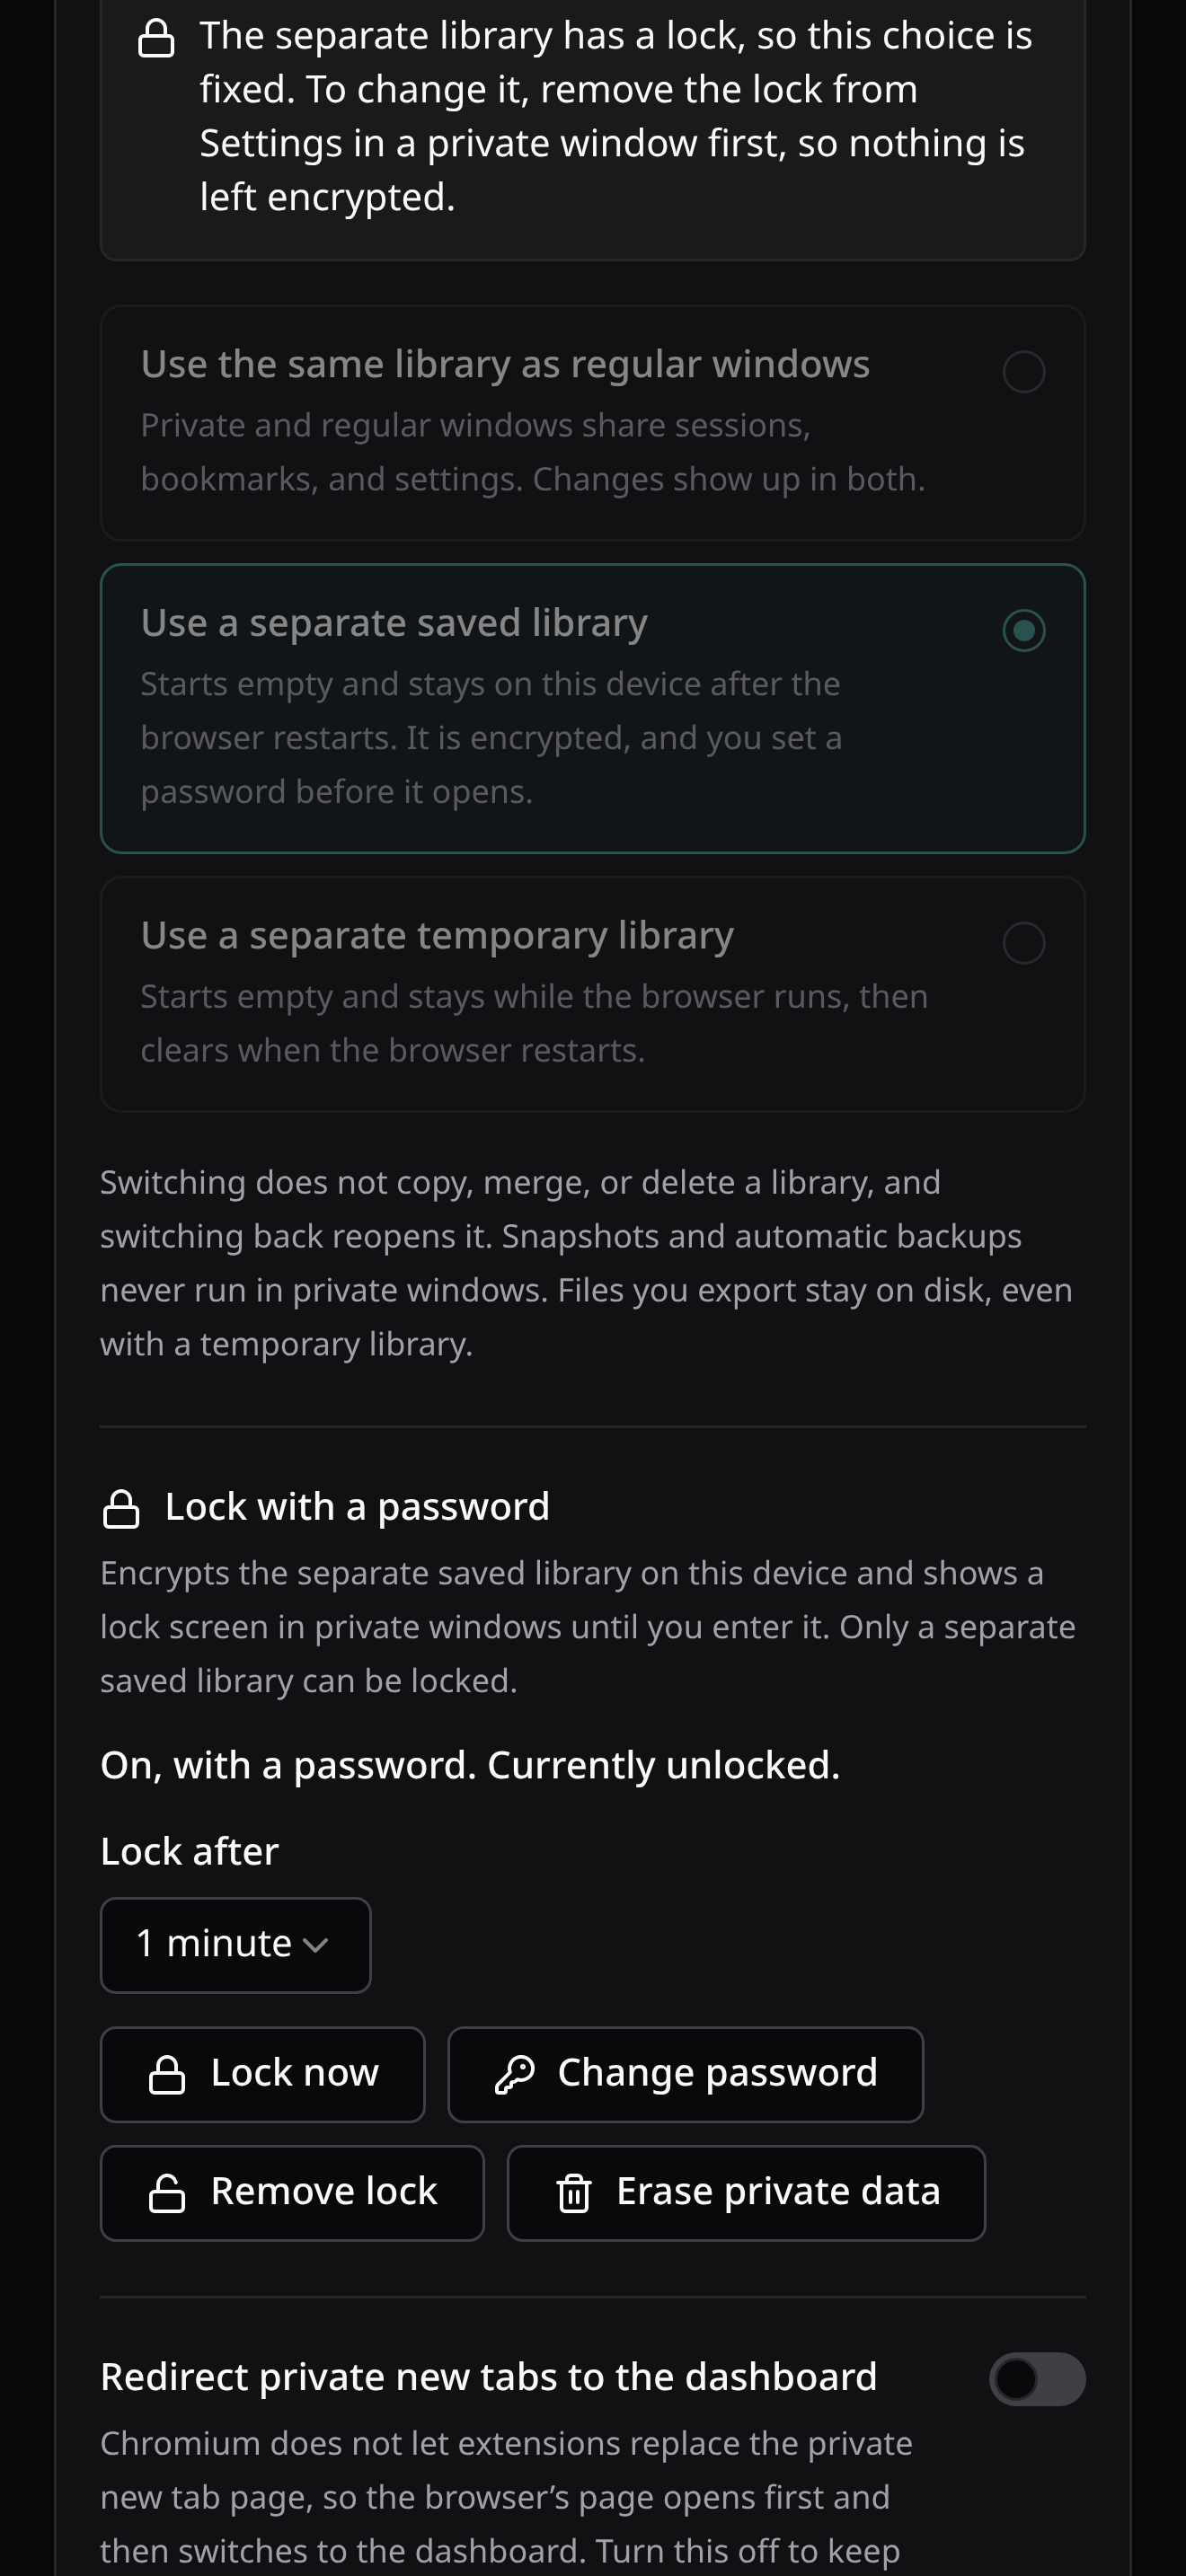 The separate library has a lock, so this choice is
fixed. To change it, remove the lock from
Settings in a private window first, so nothing is
left encrypted.
Use the same library as regular windows
Private and regular windows share sessions,
bookmarks, and settings. Changes show up in both.
Use a separate saved library
Starts empty and stays on this device after the
browser restarts. It is encrypted, and you set a
password before it opens.
Use a separate temporary library
Starts empty and stays while the browser runs, then
clears when the browser restarts.
Switching does not copy, merge, or delete a library, and
switching back reopens it. Snapshots and automatic backups
never run in private windows. Files you export stay on disk, even
with a temporary library.
Lock with a password
Encrypts the separate saved library on this device and shows a
lock screen in private windows until you enter it. Only a separate
saved library can be locked.
On, with a password. Currently unlocked.
Lock after
1 minute
Lock now
Change password
Remove lock
Erase private data
Redirect private new tabs to the dashboard
Chromium does not let extensions replace the private
new tab page, so the browser’s page opens first and
then switches to the dashboard. Turn this off to keep